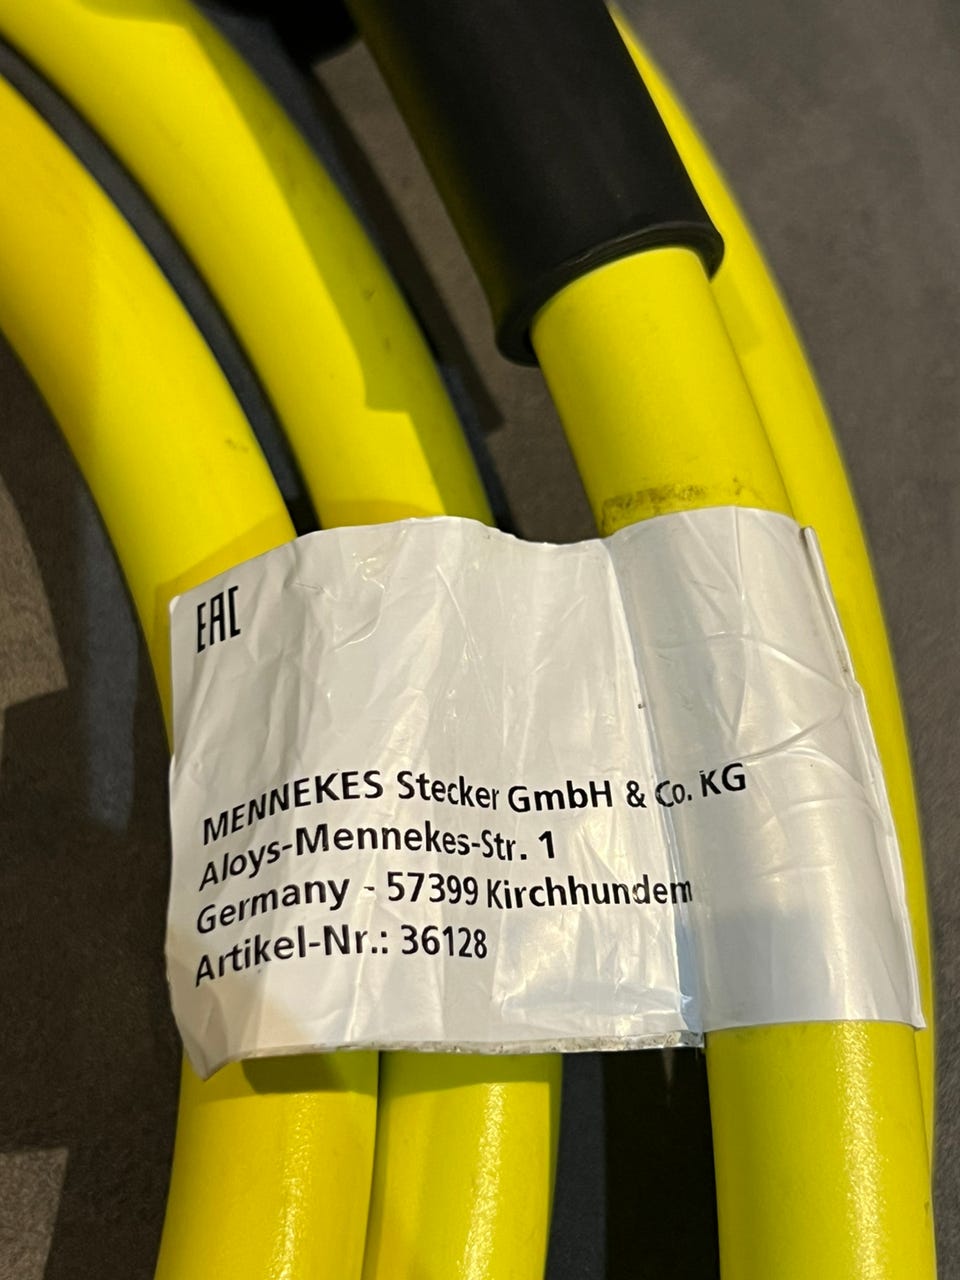 EAC
MENNEKES Stecker GmbH & Co. KG
Aloys-Mennekes-Str. 1
Germany - 57399 Kirchhundem
Artikel-Nr.: 36128